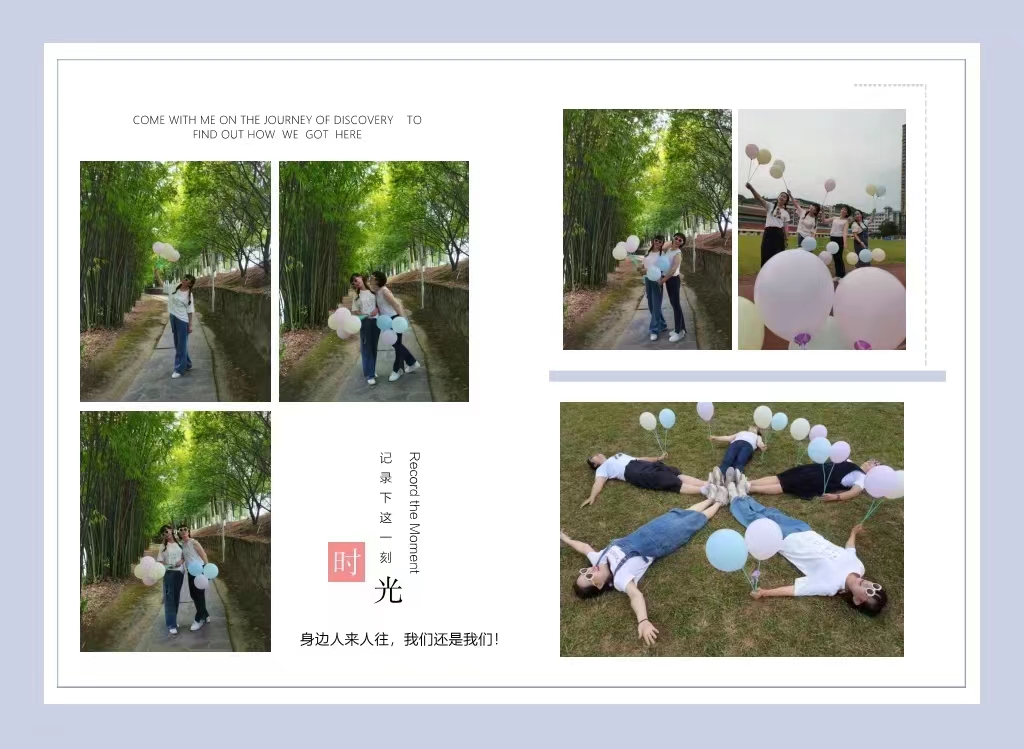 COME WITH ME ON THE JOURNEY OF DISCOVERY TO
FIND OUT HOW WE GOT HERE
Record the Moment
记录下这一刻
时
光
身边人来人往，我们还是我们！